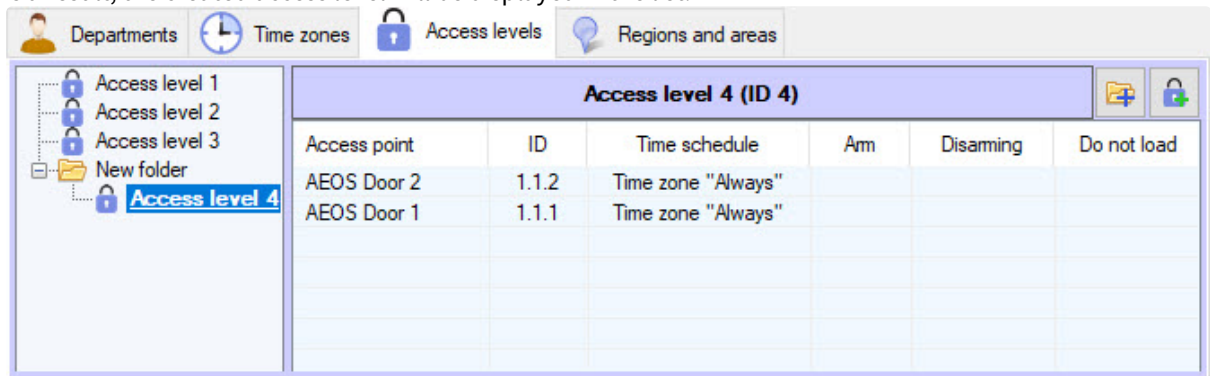 Departments Time zones Access levels Regions and areas
Access level 1
Access level 2
Access level 3
New folder
Access level 4
Access level 4 (ID 4)
Access point ID Time schedule Arm Disarming Do not load
AEOS Door 2 1.1.2 Time zone "Always"
AEOS Door 1 1.1.1 Time zone "Always"